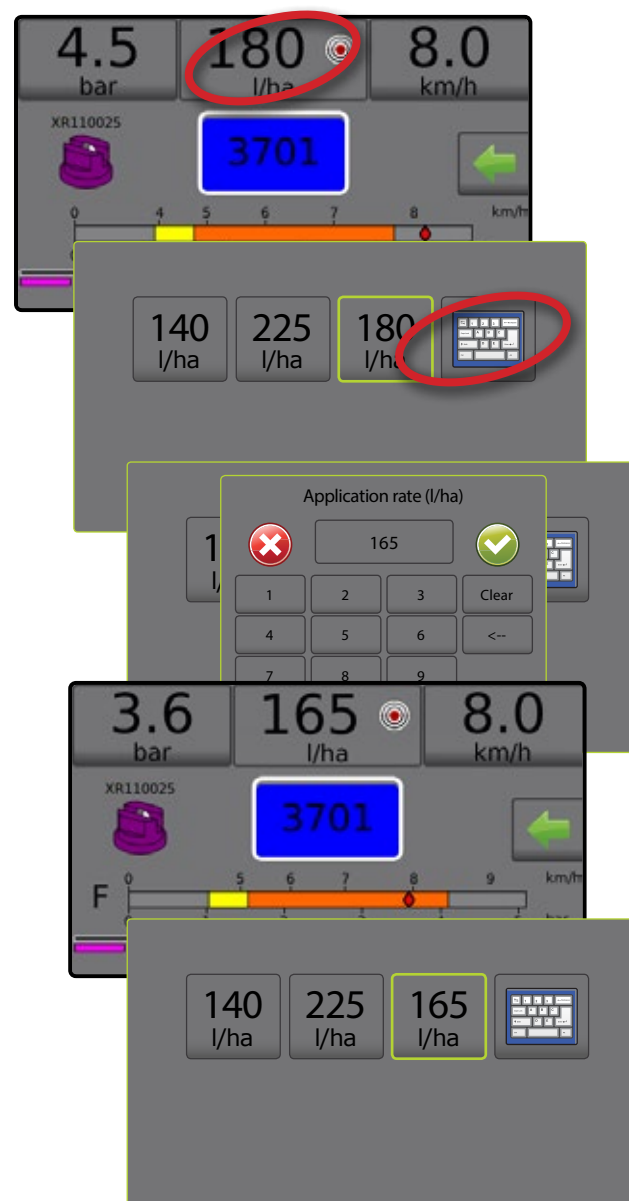 4.5 180 8.0
bar l/ha km/h
XR110025
3701
0 4 5 6 7 8 km/h
140 225 180
l/ha l/ha l/ha
Application rate (l/ha)
165
1 2 3 Clear
4 5 6 <--
7 8 9
3.6 165 8.0
bar l/ha km/h
XR110025
3701
0 5 6 7 8 9 km/h
F
140 225 165
l/ha l/ha l/ha